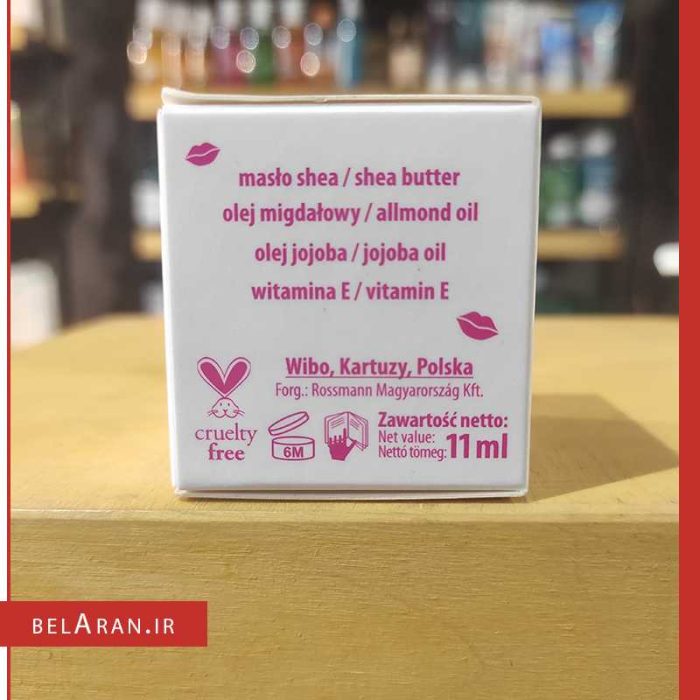 masło shea / shea butter
olej migdałowy / allmond oil
olej jojoba / jojoba oil
witamina E / vitamin E
Wibo, Kartuzy, Polska
Forg.: Rossmann Magyarország Kft.
cruelty
free
6M
Zawartość netto:
Net value:
Nettó tömeg: 11 ml
BELARAN.IR